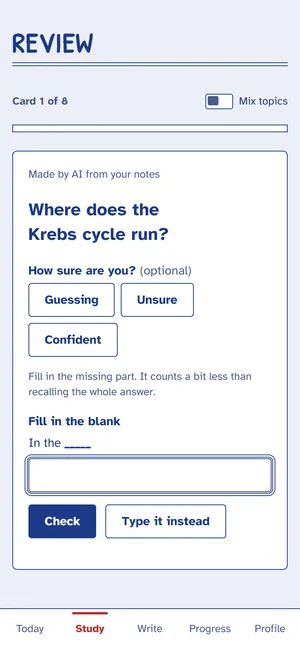 REVIEW
Card 1 of 8
Mix topics
Made by AI from your notes
Where does the
Krebs cycle run?
How sure are you? (optional)
Guessing
Unsure
Confident
Fill in the missing part. It counts a bit less than
recalling the whole answer.
Fill in the blank
In the _____
Check
Type it instead
Today
Study
Write
Progress
Profile